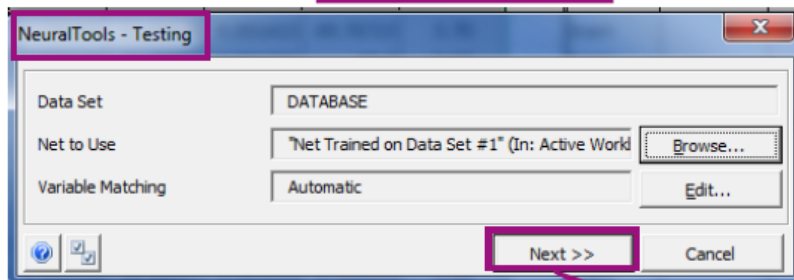 NeuralTools - Testing
Data Set
DATABASE
Net to Use
"Net Trained on Data Set #1" (In: Active Work
Browse...
Variable Matching
Automatic
Edit...
Next >>
Cancel